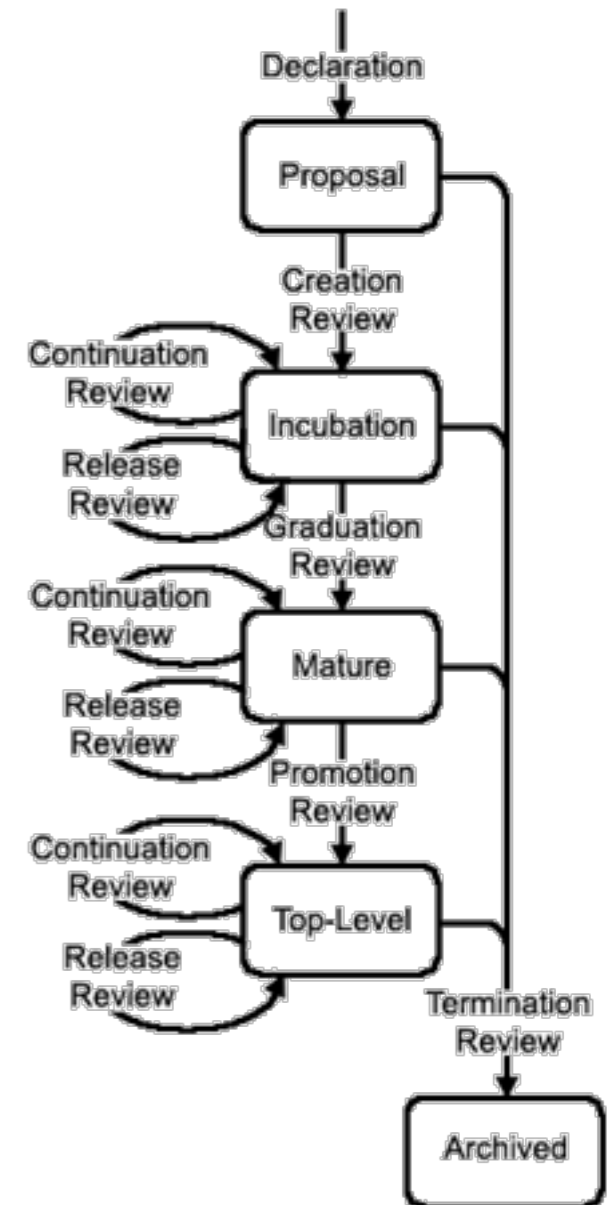 Declaration
Proposal
Creation
Review
Continuation
Review
Incubation
Release
Review
Graduation
Review
Continuation
Review
Mature
Release
Review
Promotion
Review
Continuation
Review
Top-Level
Release
Review
Termination
Review
Archived